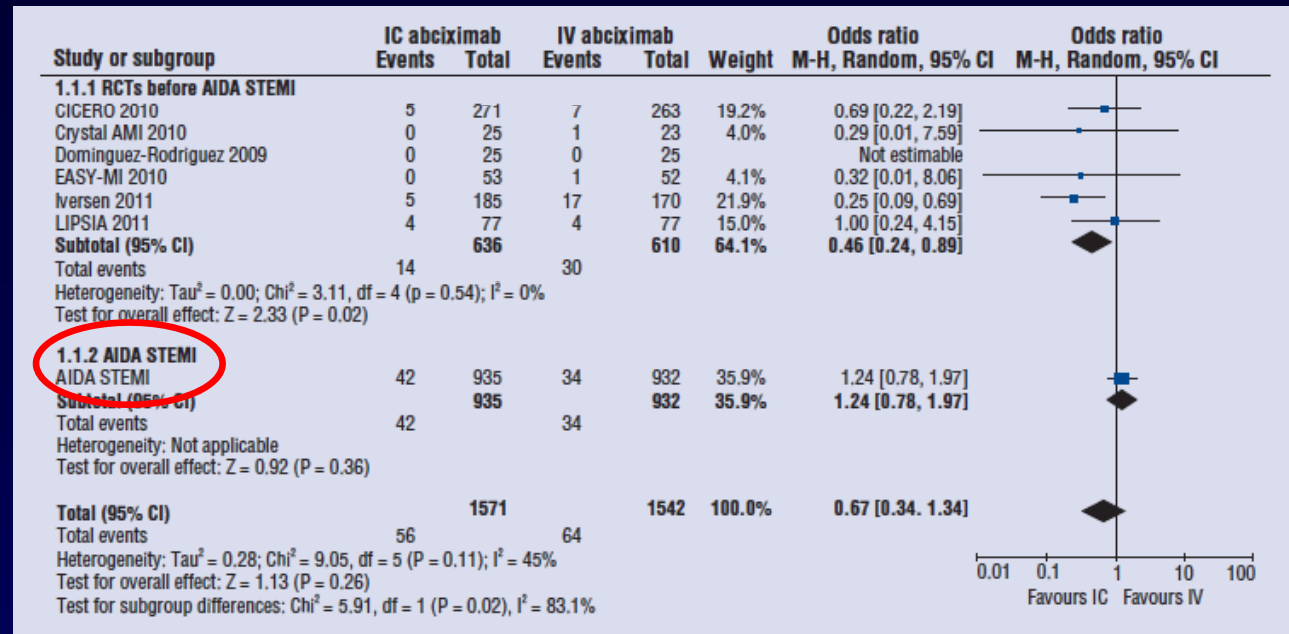 IC abciximab IV abciximab Odds ratio Odds ratio
Study or subgroup Events Total Events Total Weight M-H, Random, 95% CI M-H, Random, 95% CI
1.1.1 RCTs before AIDA STEMI
CICERO 2010 5 271 7 263 19.2% 0.69 [0.22, 2.19]
Crystal AMI 2010 0 25 1 23 4.0% 0.29 [0.01, 7.59]
Dominguez-Rodriguez 2009 0 25 0 25 Not estimable
EASY-MI 2010 0 53 1 52 4.1% 0.32 [0.01, 8.06]
Iversen 2011 5 185 17 170 21.9% 0.25 [0.09, 0.69]
LIPSIA 2011 4 77 4 77 15.0% 1.00 [0.24, 4.15]
Subtotal (95% CI) 636 610 64.1% 0.46 [0.24, 0.89]
Total events 14 30
Heterogeneity: Tau² = 0.00; Chi² = 3.11, df = 4 (p = 0.54); I² = 0%
Test for overall effect: Z = 2.33 (P = 0.02)
1.1.2 AIDA STEMI
AIDA STEMI 42 935 34 932 35.9% 1.24 [0.78, 1.97]
Subtotal (95% CI) 935 932 35.9% 1.24 [0.78, 1.97]
Total events 42 34
Heterogeneity: Not applicable
Test for overall effect: Z = 0.92 (P = 0.36)
Total (95% CI) 1571 1542 100.0% 0.67 [0.34. 1.34]
Total events 56 64
Heterogeneity: Tau² = 0.28; Chi² = 9.05, df = 5 (P = 0.11); I² = 45%
Test for overall effect: Z = 1.13 (P = 0.26)
Test for subgroup differences: Chi² = 5.91, df = 1 (P = 0.02), I² = 83.1%
0.01 0.1 1 10 100
Favours IC Favours IV